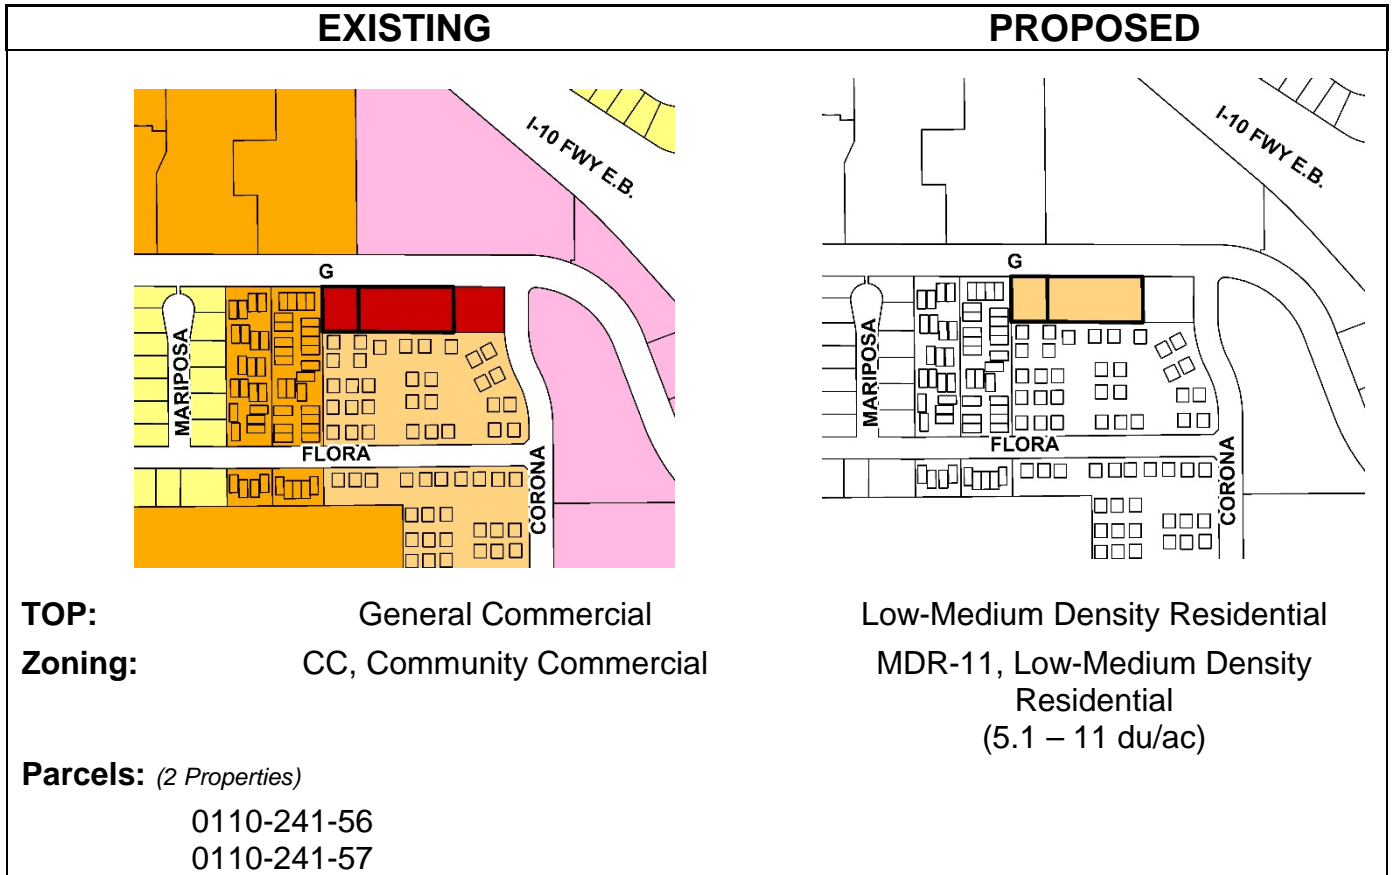 EXISTING PROPOSED
I-10 FWY E.B.
G
MARIPOSA
FLORA
CORONA
I-10 FWY E.B.
G
MARIPOSA
FLORA
CORONA
TOP: General Commercial Low-Medium Density Residential
Zoning: CC, Community Commercial MDR-11, Low-Medium Density
Residential
(5.1 – 11 du/ac)
Parcels: (2 Properties)
0110-241-56
0110-241-57